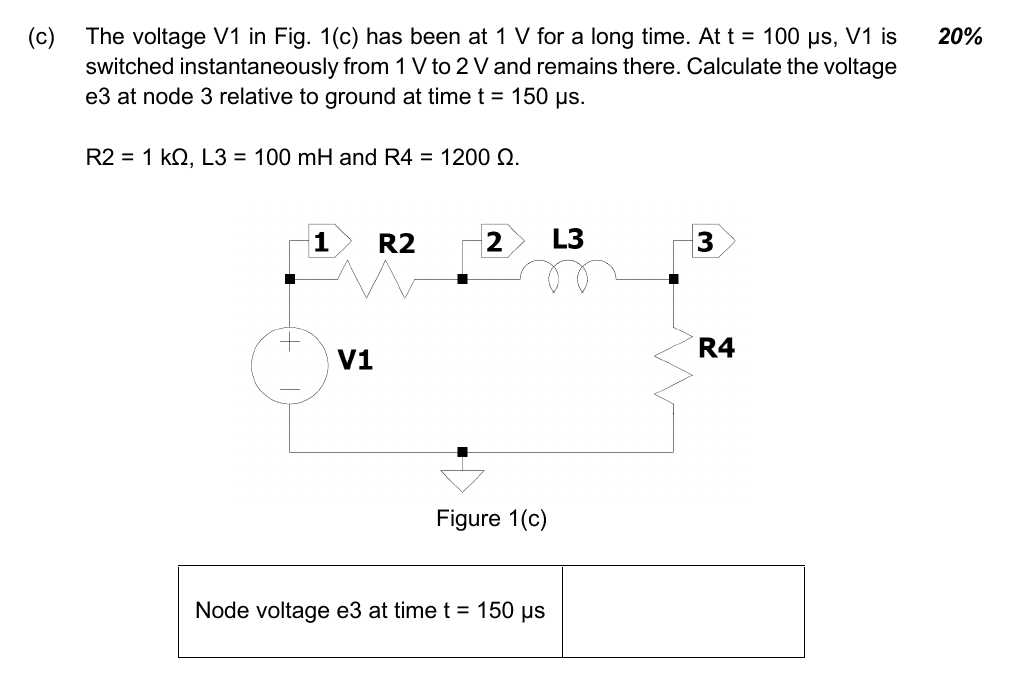 (c) The voltage V1 in Fig. 1(c) has been at 1 V for a long time. At t = 100 µs, V1 is 20%
switched instantaneously from 1 V to 2 V and remains there. Calculate the voltage
e3 at node 3 relative to ground at time t = 150 µs.
R2 = 1 kΩ, L3 = 100 mH and R4 = 1200 Ω.
1 R2 2 L3 3
V1 R4
Figure 1(c)
Node voltage e3 at time t = 150 µs